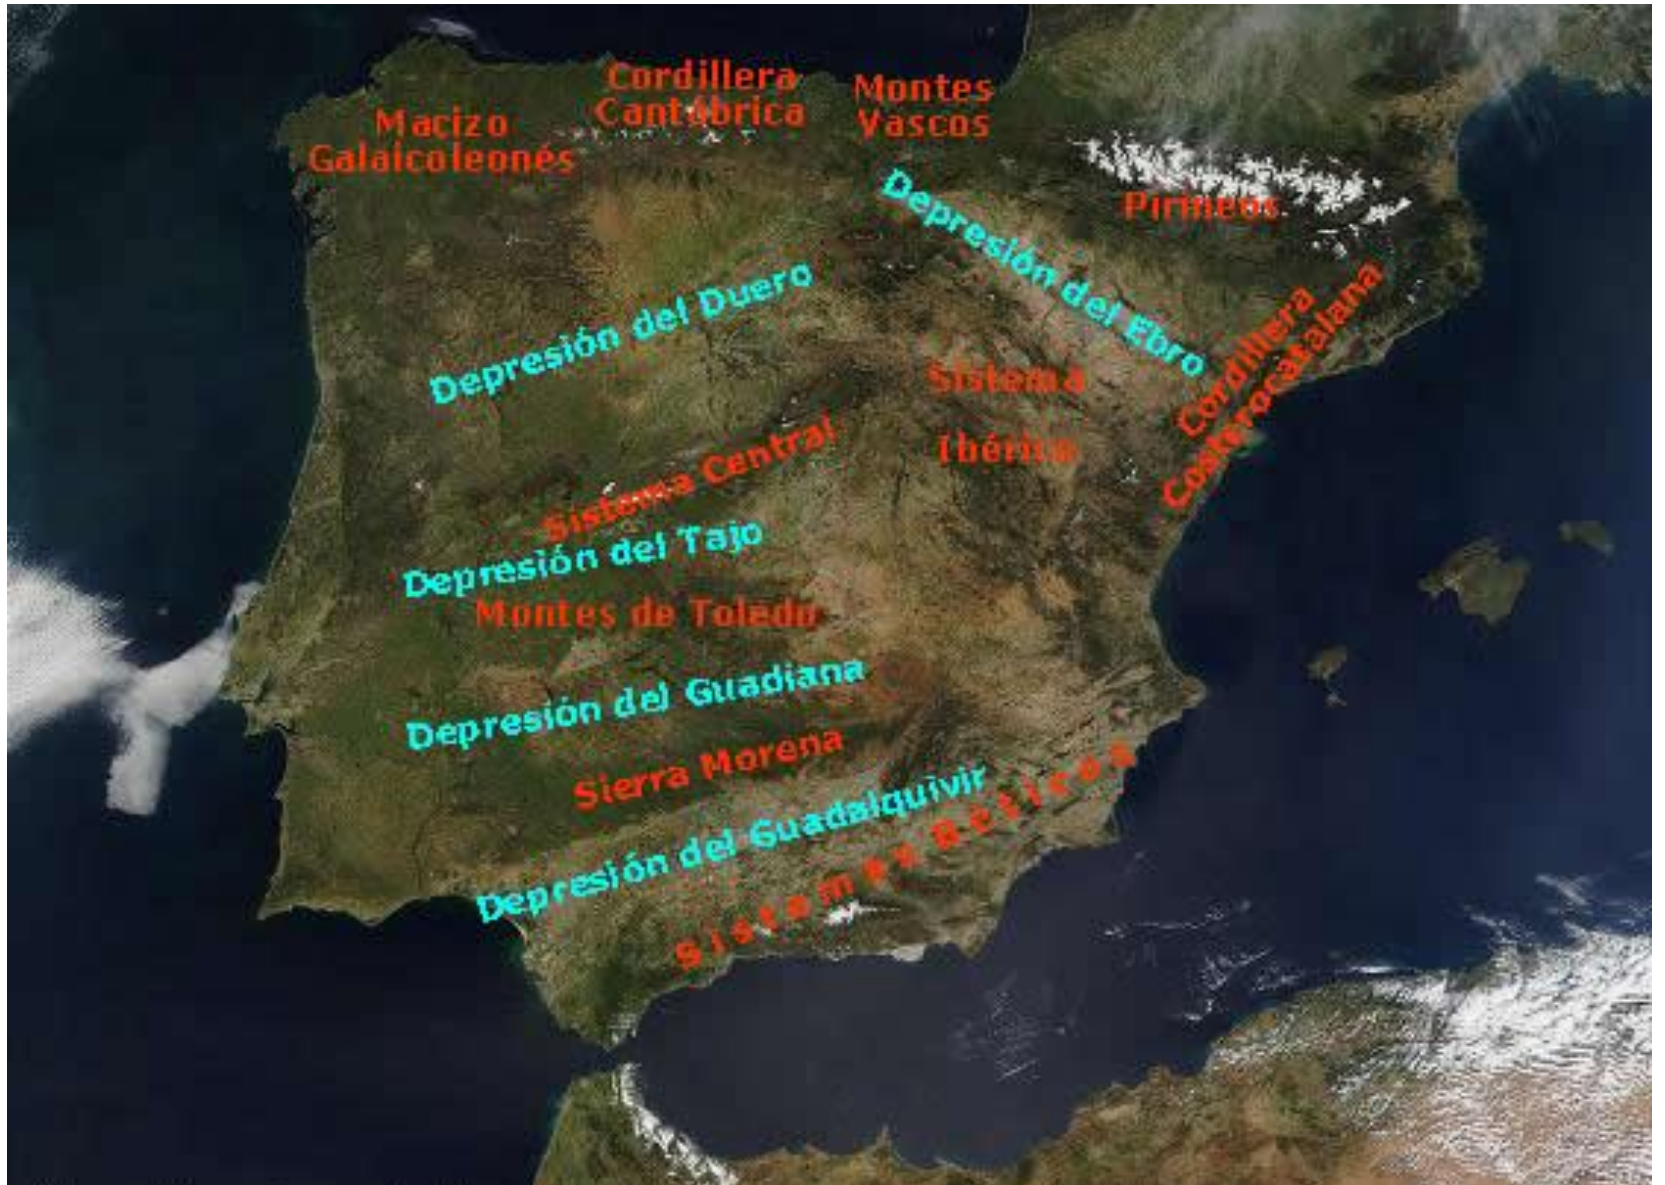 Cordillera
Cantábrica
Montes
Vascos
Macizo
Galaicoleonés
Pirineos
Depresión del Ebro
Depresión del Duero
Cordillera
Costerocatalana
Sistema
Ibérico
Sistema Central
Depresión del Tajo
Montes de Toledo
Depresión del Guadiana
Sierra Morena
Depresión del Guadalquivir
Sistemas Béticos